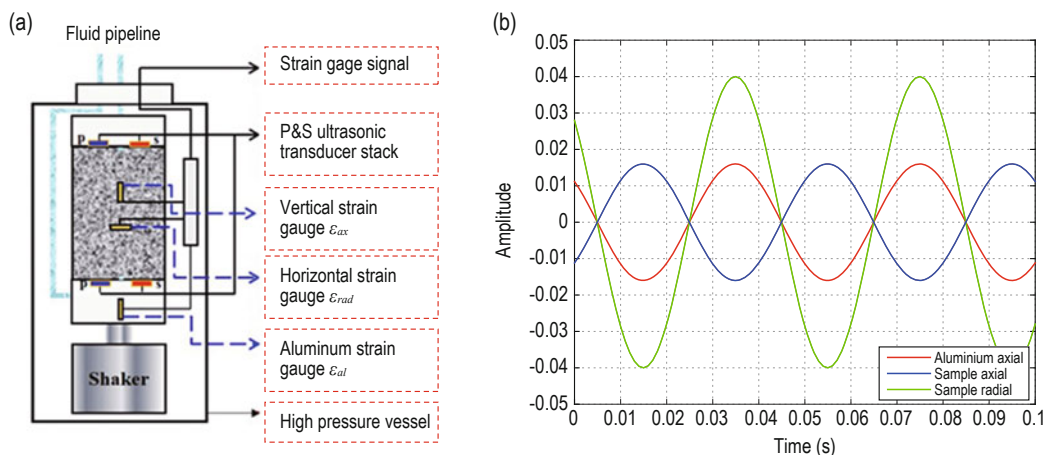 (a)
Fluid pipeline
Strain gage signal
P&S ultrasonic
transducer stack
Vertical strain
gauge εax
Horizontal strain
gauge εrad
Aluminum strain
gauge εal
High pressure vessel
p
s
p
s
Shaker
(b)
Amplitude
0.05
0.04
0.03
0.02
0.01
0
-0.01
-0.02
-0.03
-0.04
-0.05
0 0.01 0.02 0.03 0.04 0.05 0.06 0.07 0.08 0.09 0.1
Time (s)
Aluminium axial
Sample axial
Sample radial